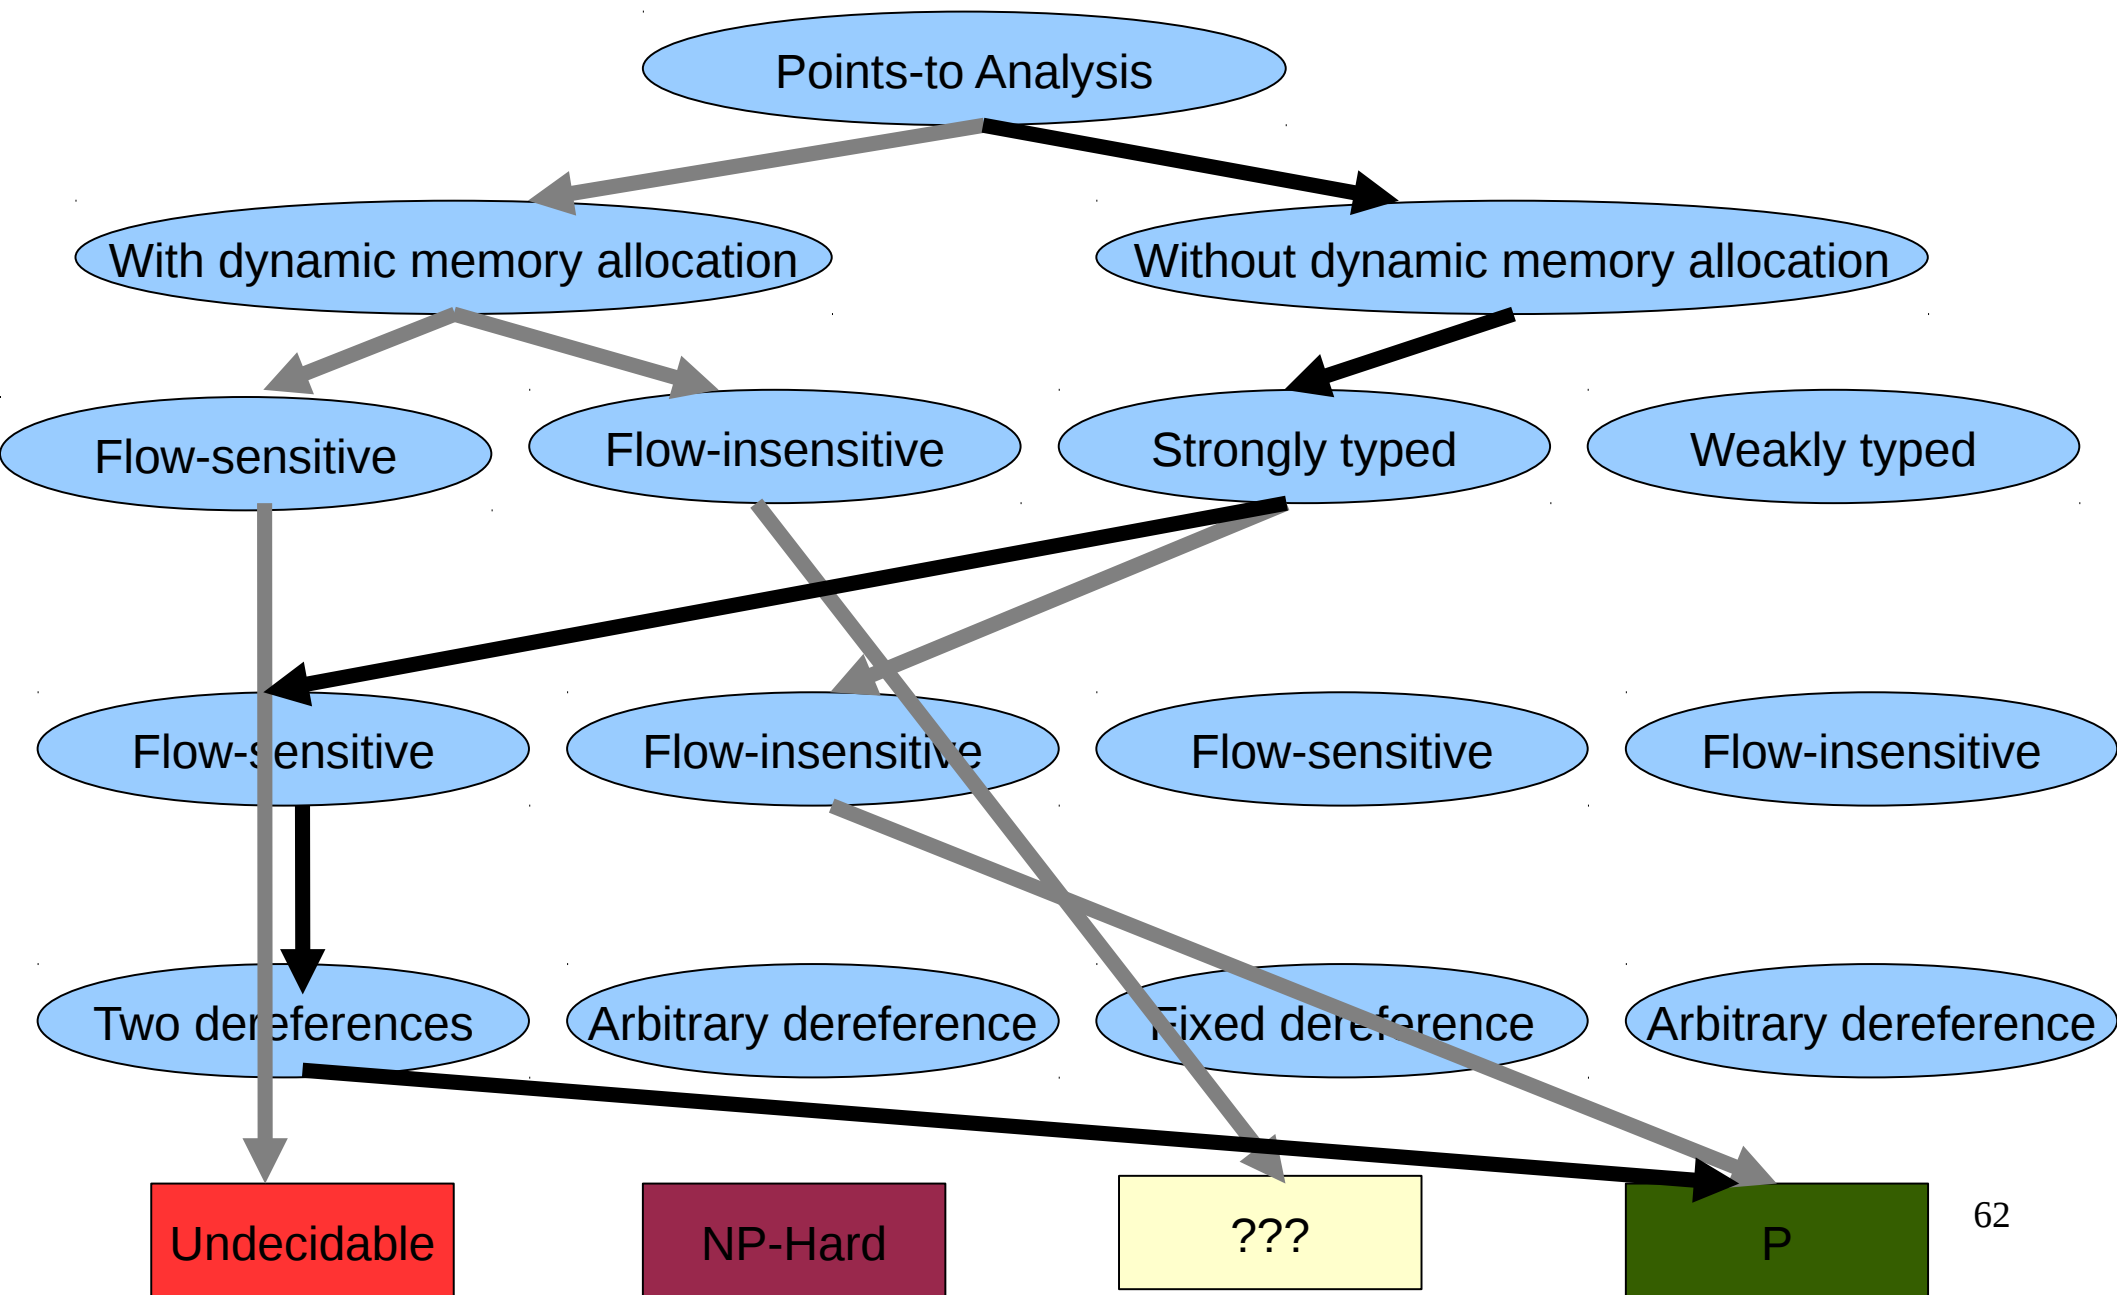 Points-to Analysis
With dynamic memory allocation
Without dynamic memory allocation
Flow-sensitive
Flow-insensitive
Strongly typed
Weakly typed
Flow-sensitive
Flow-insensitive
Flow-sensitive
Flow-insensitive
Two dereferences
Arbitrary dereference
Fixed dereference
Arbitrary dereference
Undecidable
NP-Hard
???
P
62